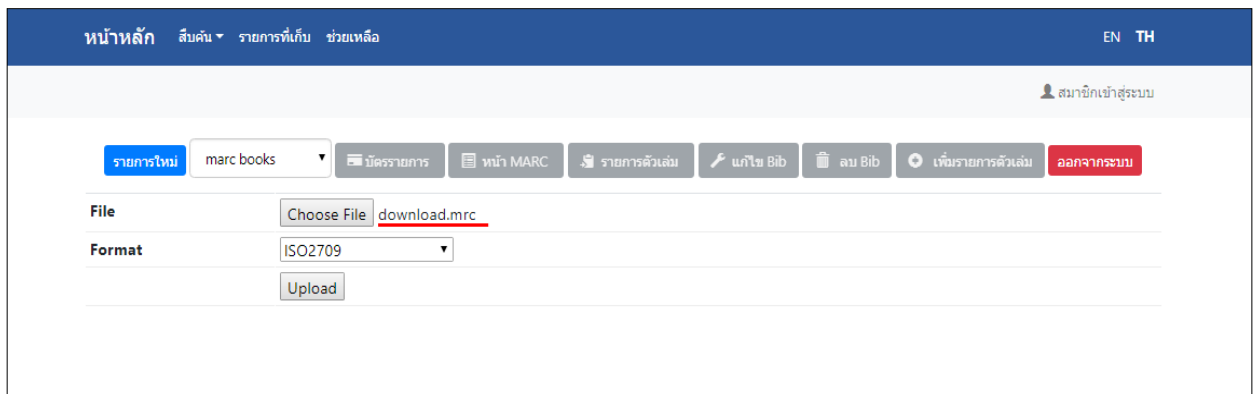 หน้าหลัก สืบค้น รายการที่เก็บ ช่วยเหลือ EN TH
สมาชิกเข้าสู่ระบบ
รายการใหม่ marc books บัตรรายการ หน้า MARC รายการตัวเล่ม แก้ไข Bib ลบ Bib เพิ่มรายการตัวเล่ม ออกจากระบบ
File Choose File download.mrc
Format ISO2709
Upload